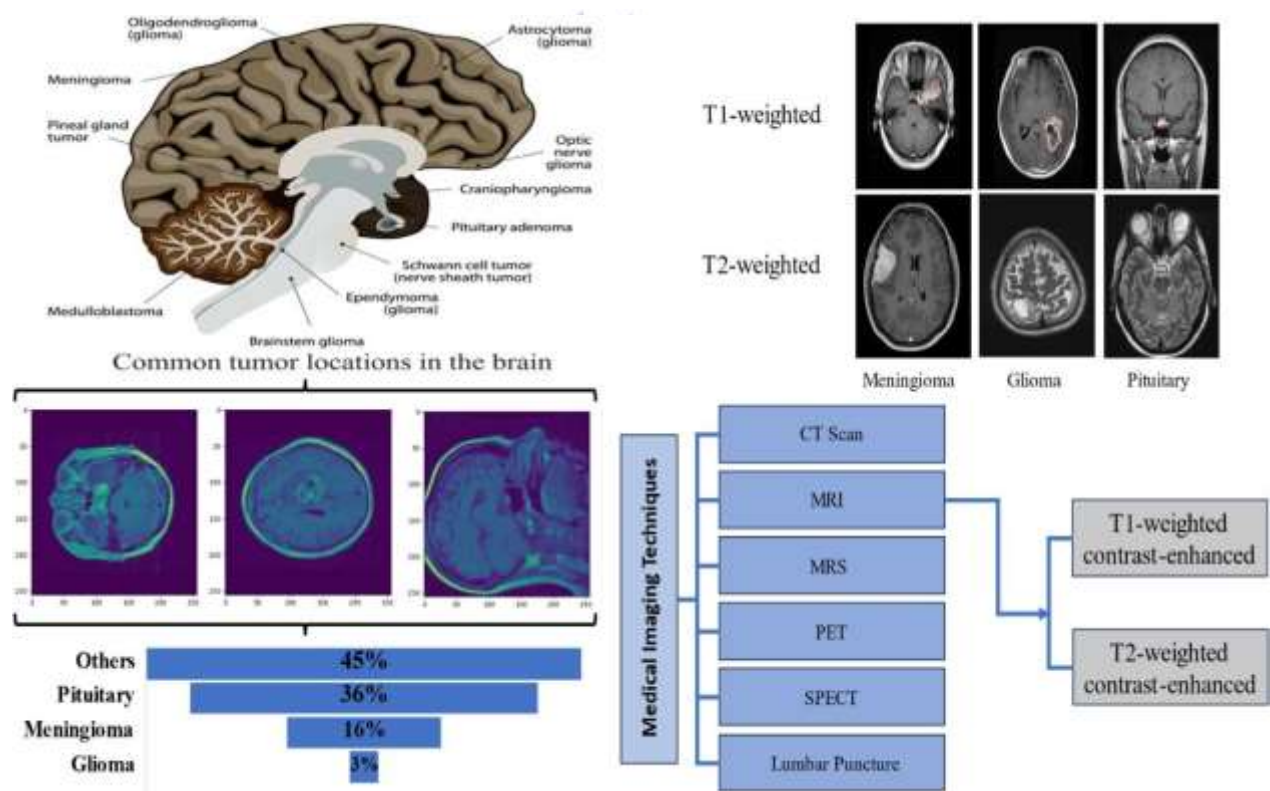 Oligodendroglioma
(glioma)
Astrocytoma
(glioma)
Meningioma
Pineal gland
tumor
Optic
nerve
glioma
Craniopharyngioma
Pituitary adenoma
Schwann cell tumor
(nerve sheath tumor)
Ependymoma
(glioma)
Medulloblastoma
Brainstem glioma
Common tumor locations in the brain
T1-weighted
T2-weighted
Meningioma Glioma Pituitary
Others 45%
Pituitary 36%
Meningioma 16%
Glioma 3%
Medical Imaging Techniques
CT Scan
MRI
MRS
PET
SPECT
Lumbar Puncture
T1-weighted
contrast-enhanced
T2-weighted
contrast-enhanced